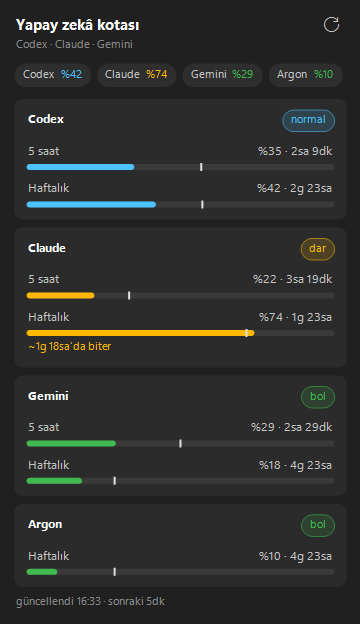 Yapay zekâ kotası
Codex · Claude · Gemini
Codex %42 Claude %74 Gemini %29 Argon %10
Codex normal
5 saat %35 · 2sa 9dk
Haftalık %42 · 2g 23sa
Claude dar
5 saat %22 · 3sa 19dk
Haftalık %74 · 1g 23sa
~1g 18sa'da biter
Gemini bol
5 saat %29 · 2sa 29dk
Haftalık %18 · 4g 23sa
Argon bol
Haftalık %10 · 4g 23sa
güncellendi 16:33 · sonraki 5dk